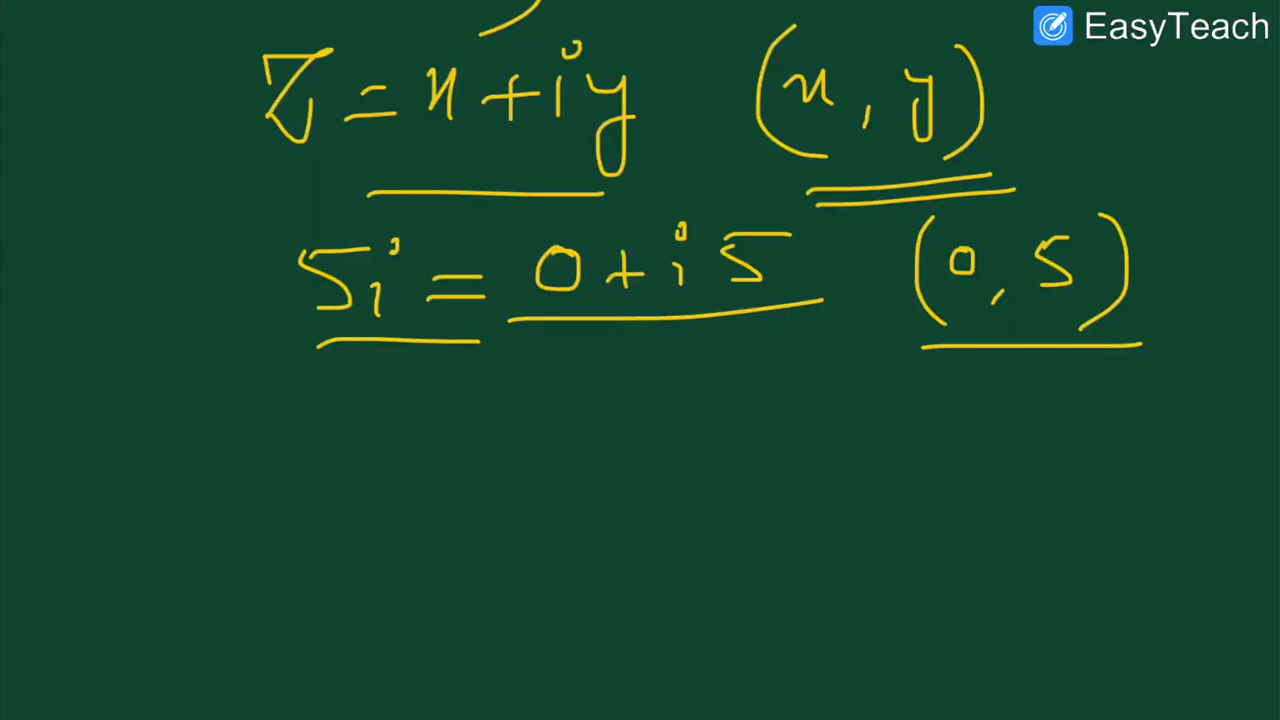 EasyTeach
z = x + iy (x, y)
5i = 0 + i5 (0, 5)